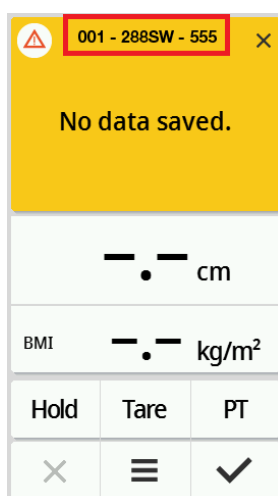 001 - 288SW - 555
No data saved.
-.- cm
BMI -.- kg/m²
Hold Tare PT